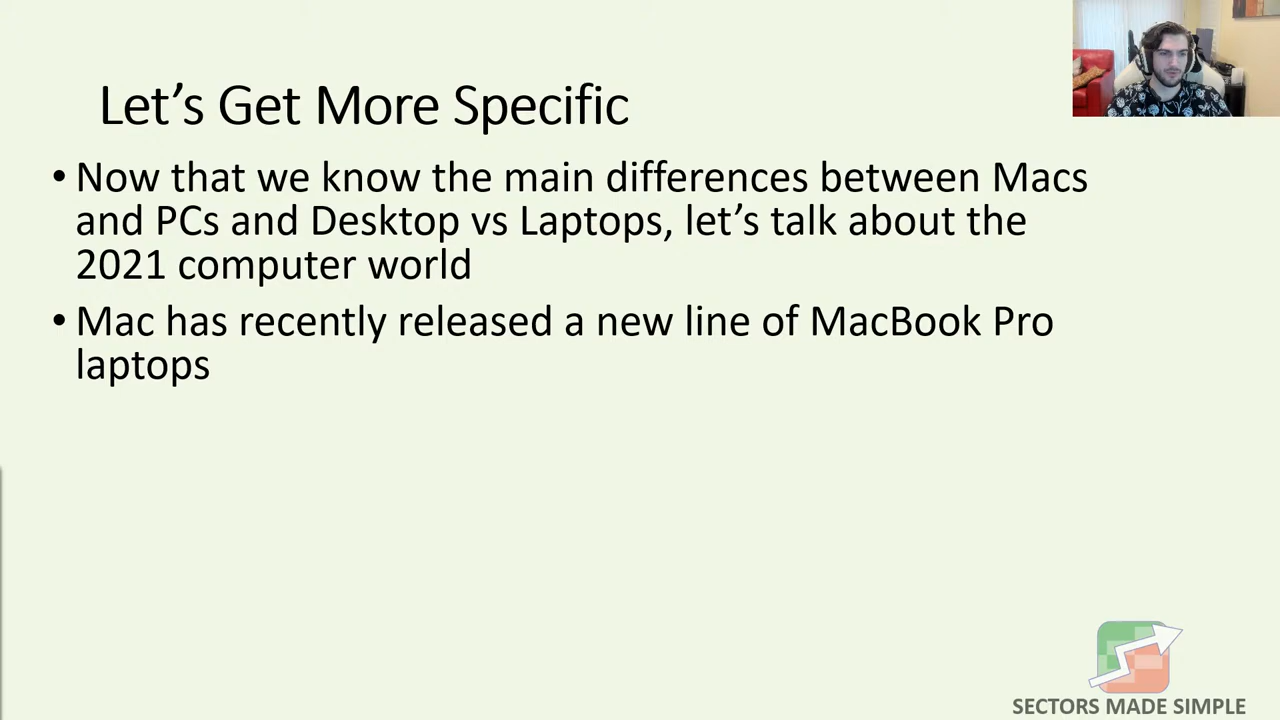 Let’s Get More Specific
• Now that we know the main differences between Macs
and PCs and Desktop vs Laptops, let’s talk about the
2021 computer world
• Mac has recently released a new line of MacBook Pro
laptops
SECTORS MADE SIMPLE